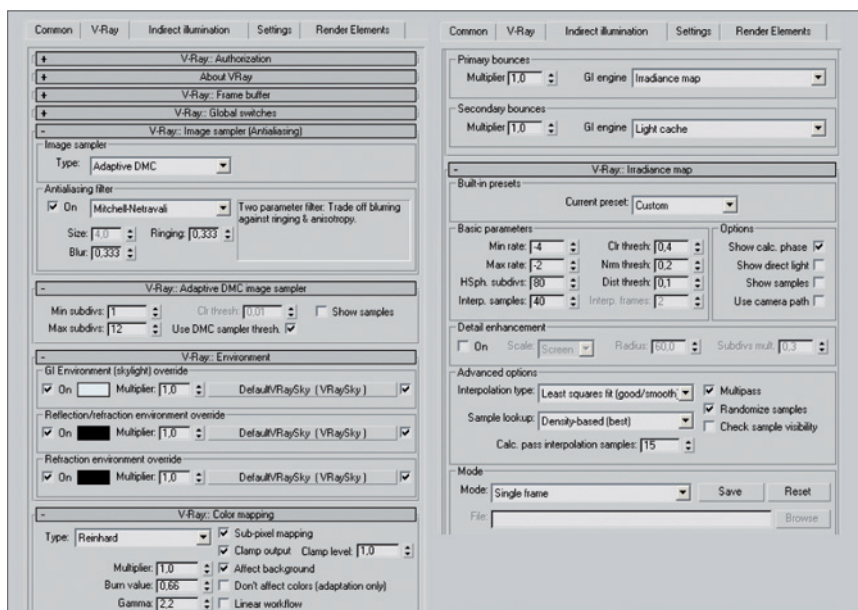 Common V-Ray Indirect illumination Settings Render Elements
+ V-Ray:: Authorization
+ About VRay
+ V-Ray:: Frame buffer
+ V-Ray:: Global switches
- V-Ray:: Image sampler (Antialiasing)
Image sampler
Type: Adaptive DMC
Antialiasing filter
On Mitchell-Netravali
Two parameter filter: Trade off blurring
against ringing & anisotropy.
Size: 4,0 Ringing: 0,333
Blur: 0,333
- V-Ray:: Adaptive DMC image sampler
Min subdivs: 1 Clr thresh: 0,01 Show samples
Max subdivs: 12 Use DMC sampler thresh.
- V-Ray:: Environment
GI Environment (skylight) override
On Multiplier: 1,0 DefaultVRaySky ( VRaySky )
Reflection/refraction environment override
On Multiplier: 1,0 DefaultVRaySky ( VRaySky )
Refraction environment override
On Multiplier: 1,0 DefaultVRaySky ( VRaySky )
- V-Ray:: Color mapping
Type: Reinhard Sub-pixel mapping
Clamp output Clamp level: 1,0
Multiplier: 1,0 Affect background
Burn value: 0,66 Don't affect colors (adaptation only)
Gamma: 2,2 Linear workflow
Common V-Ray Indirect illumination Settings Render Elements
Primary bounces
Multiplier 1,0 GI engine Irradiance map
Secondary bounces
Multiplier 1,0 GI engine Light cache
- V-Ray:: Irradiance map
Built-in presets
Current preset: Custom
Basic parameters
Min rate: -4 Clr thresh: 0,4
Max rate: -2 Nrm thresh: 0,2
HSph. subdivs: 80 Dist thresh: 0,1
Interp. samples: 40 Interp. frames: 2
Options
Show calc. phase
Show direct light
Show samples
Use camera path
Detail enhancement
On Scale: Screen Radius: 60,0 Subdivs mult. 0,3
Advanced options
Interpolation type: Least squares fit (good/smooth) Multipass
Randomize samples
Sample lookup: Density-based (best) Check sample visibility
Calc. pass interpolation samples: 15
Mode
Mode: Single frame Save Reset
File: Browse